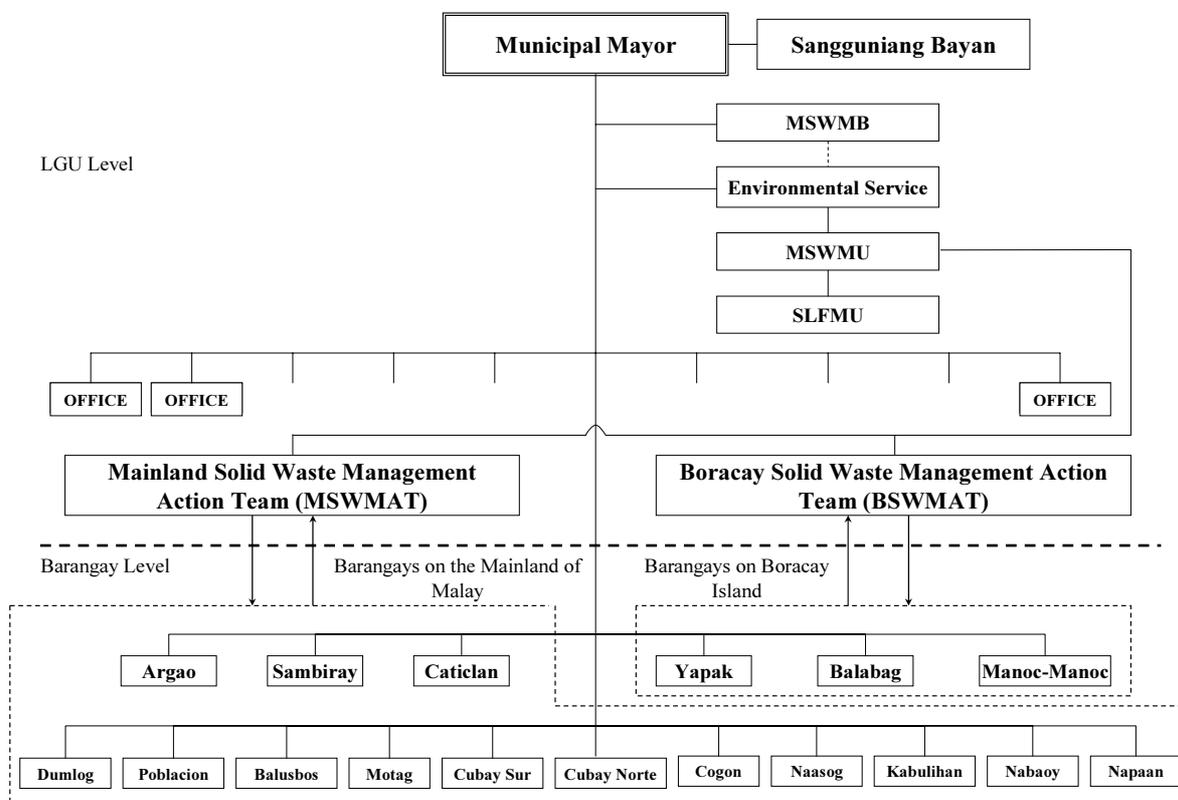 Municipal Mayor
Sangguniang Bayan
MSWMB
LGU Level
Environmental Service
MSWMU
SLFMU
OFFICE
OFFICE
OFFICE
Mainland Solid Waste Management
Action Team (MSWMAT)
Boracay Solid Waste Management Action
Team (BSWMAT)
Barangay Level
Barangays on the Mainland of
Malay
Barangays on Boracay
Island
Argao
Sambiray
Caticlan
Yapak
Balabag
Manoc-Manoc
Dumlog
Poblacion
Balusbos
Motag
Cubay Sur
Cubay Norte
Cogon
Naasog
Kabulihan
Nabaoy
Napaan